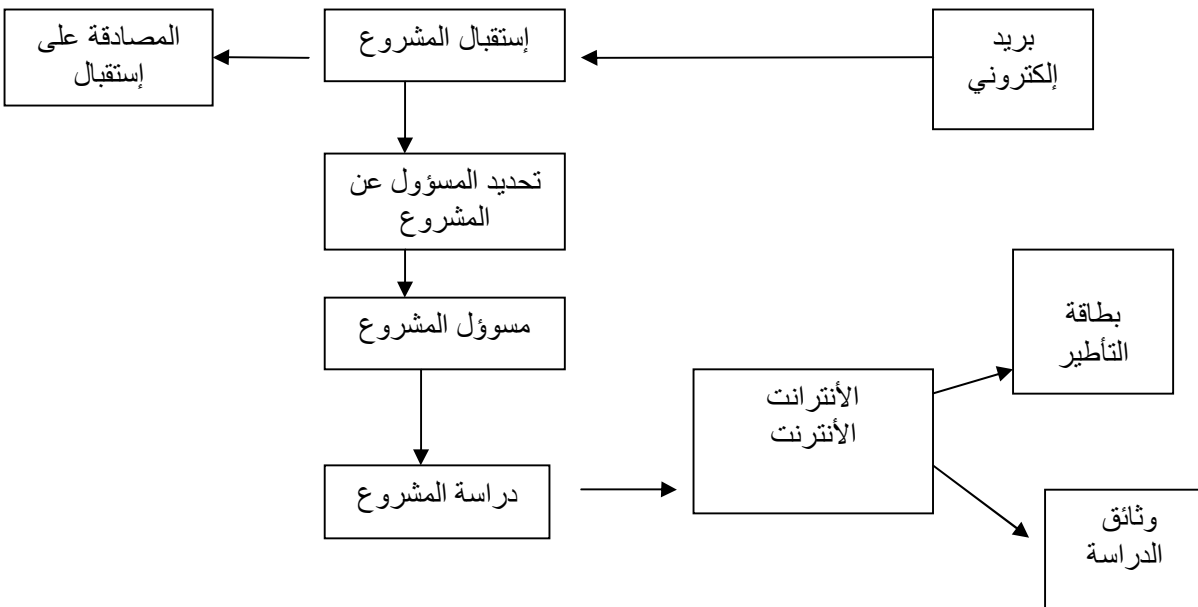 بريد
إلكتروني
إستقبال المشروع
المصادقة على
إستقبال
تحديد المسؤول عن
المشروع
مسوؤل المشروع
دراسة المشروع
الأنترانت
الأنترنت
بطاقة
التأطير
وثائق
الدراسة